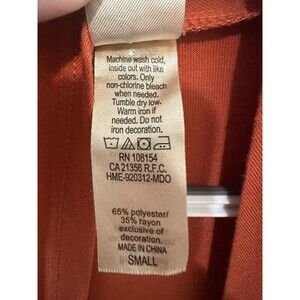 Machine wash cold,
inside out with like
colors. Only
non-chlorine bleach
when needed.
Tumble dry low.
Warm iron if
needed. Do not
iron decoration.
RN 108154
CA 21356 R.F.C.
HME-920312-MDO
65% polyester/
35% rayon
exclusive of
decoration.
MADE IN CHINA
SMALL